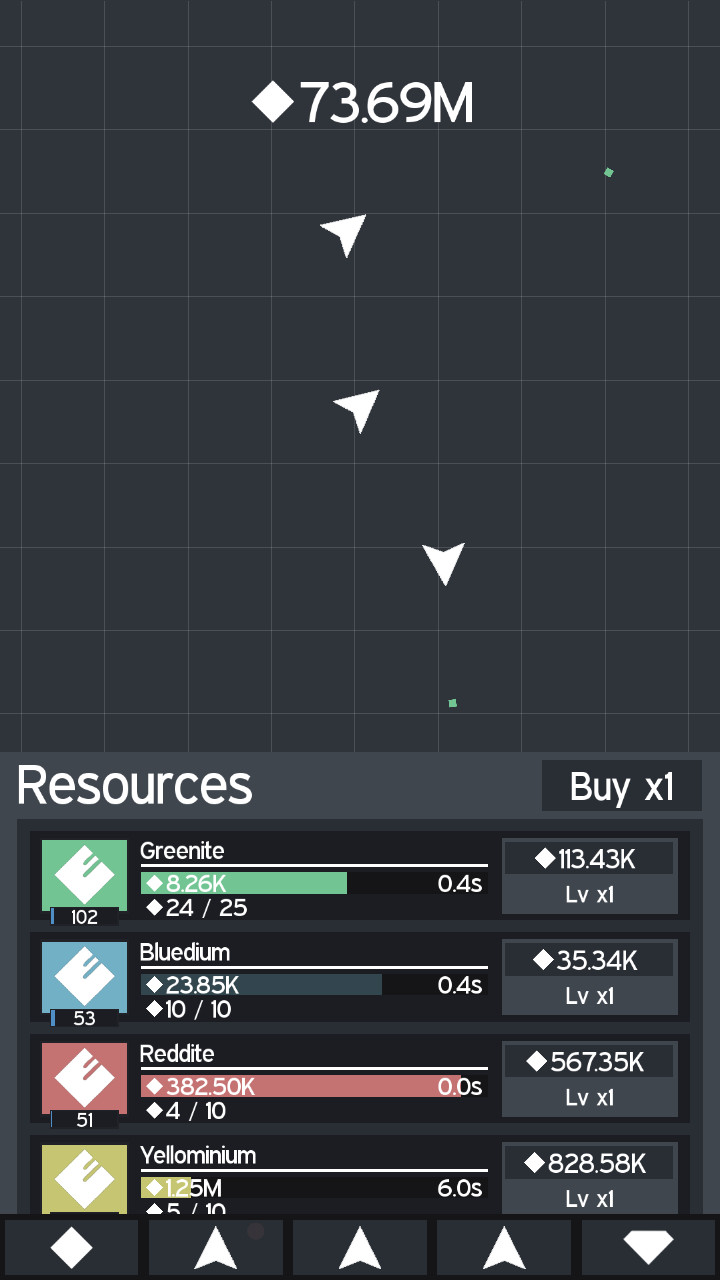 73.69M
Resources
Buy x1
Greenite
8.26K 0.4s
24 / 25
102
113.43K
Lv x1
Bluedium
23.85K 0.4s
10 / 10
53
35.34K
Lv x1
Reddite
382.50K 0.0s
4 / 10
51
567.35K
Lv x1
Yellominium
1.25M 6.0s
5 / 10
828.58K
Lv x1